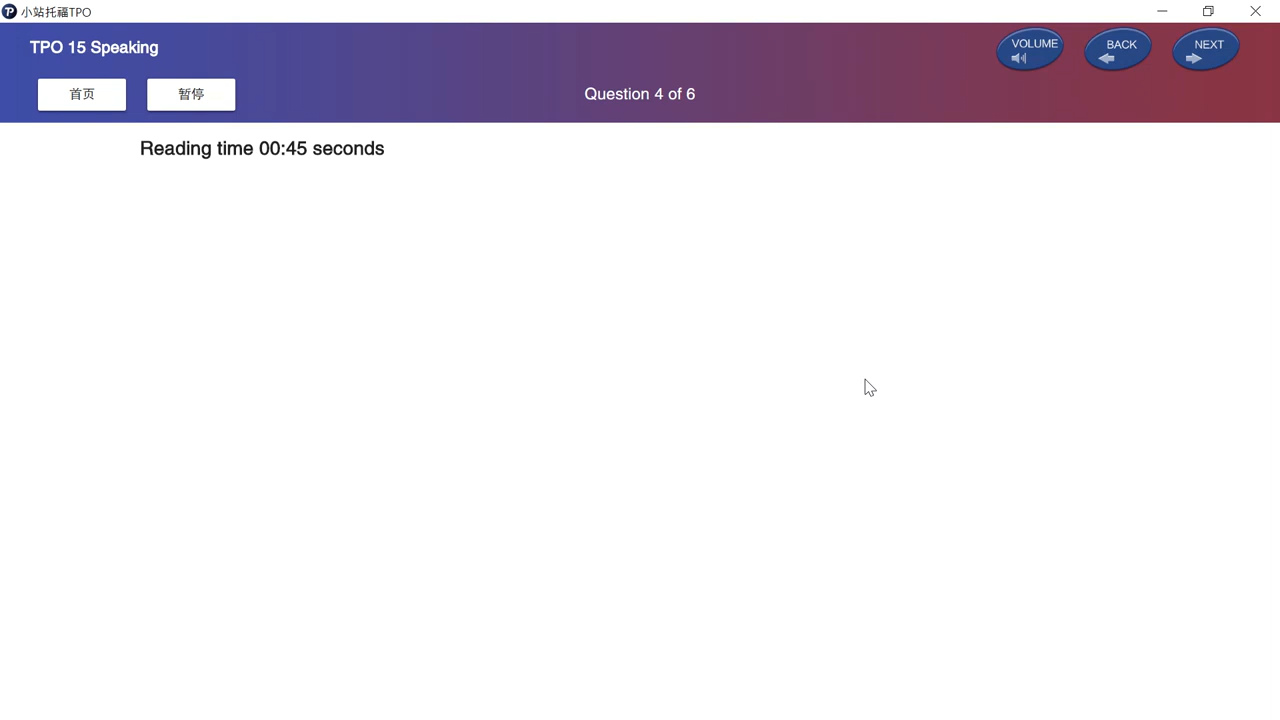 小站托福TPO
TPO 15 Speaking
VOLUME
BACK
NEXT
首页
暂停
Question 4 of 6
Reading time 00:45 seconds